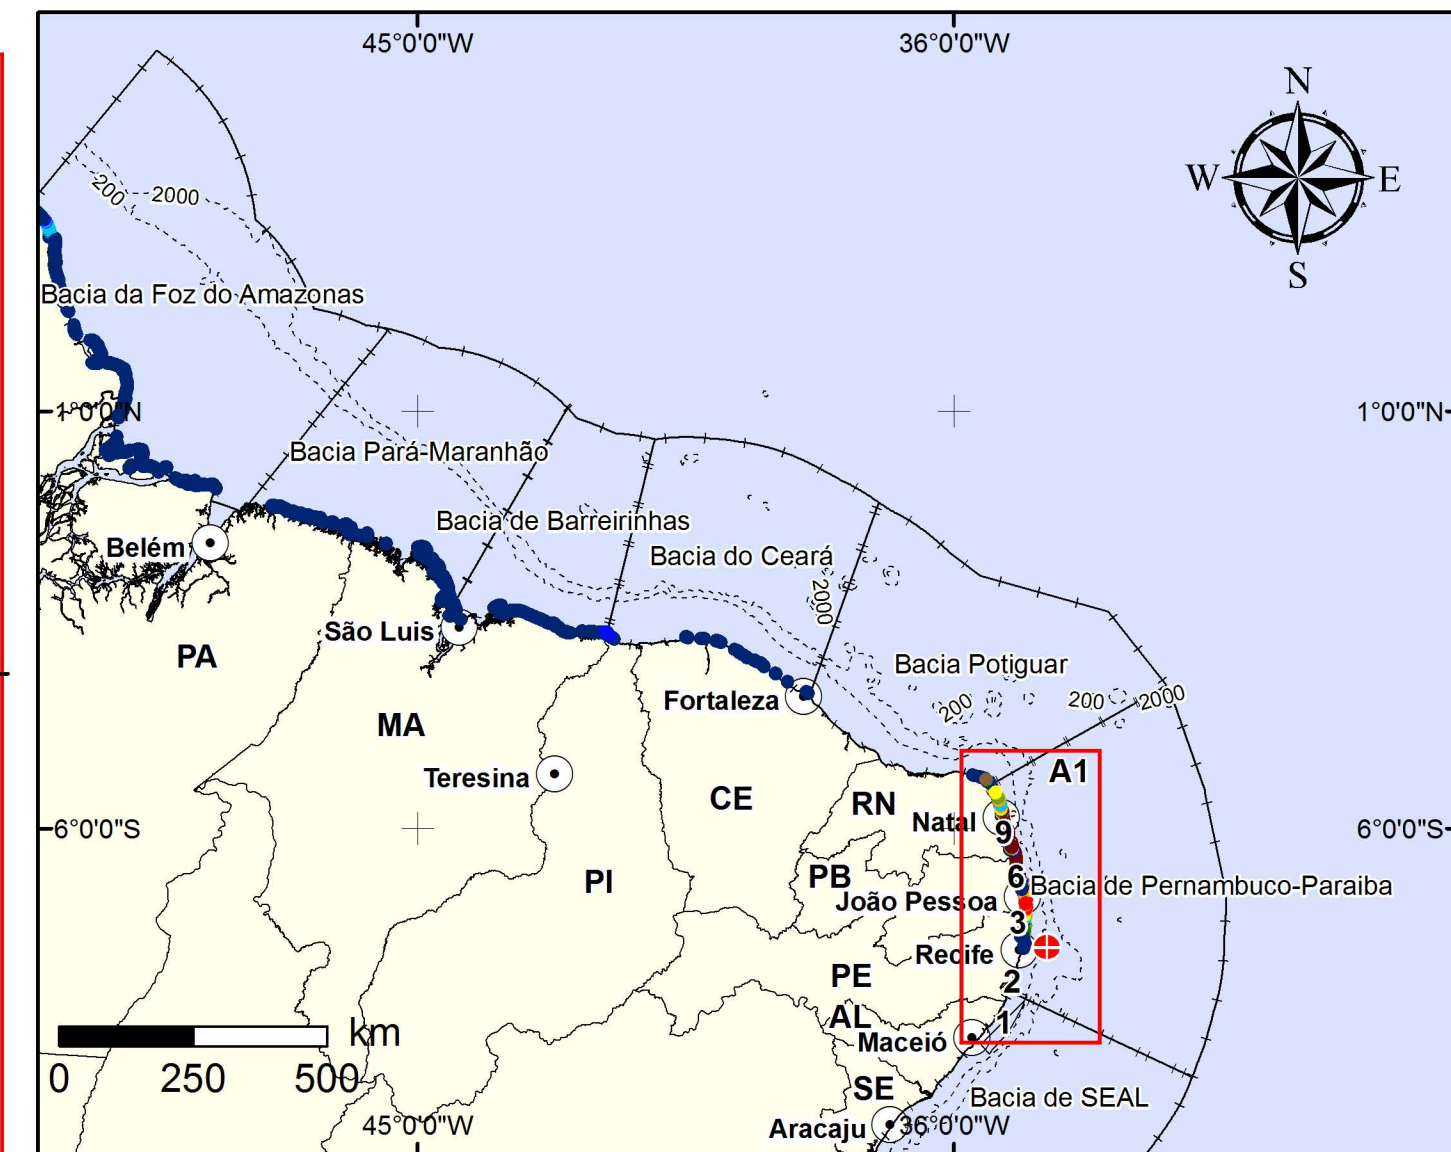 45°0'0"W
36°0'0"W
N
W
E
S
200
2000
Bacia da Foz do Amazonas
1°0'0"N
1°0'0"N
Bacia Pará-Maranhão
Bacia de Barreirinhas
Belém
Bacia do Ceará
2000
São Luis
PA
Bacia Potiguar
Fortaleza
200
200
2000
MA
A1
Teresina
CE
RN
Natal
9
6°0'0"S
6°0'0"S
PI
PB
6
Bacia de Pernambuco-Paraiba
João Pessoa
3
Recife
PE
2
AL
1
km
Maceió
0
250
500
SE
Bacia de SEAL
45°0'0"W
Aracaju
36°0'0"W